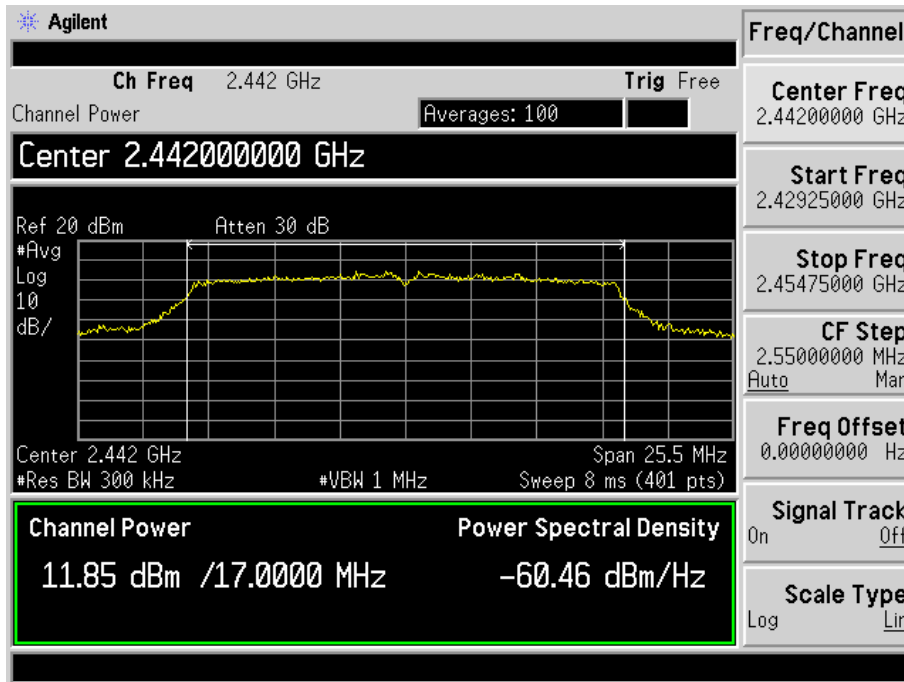 Agilent
Ch Freq 2.442 GHz Trig Free
Channel Power Averages: 100
Center 2.442000000 GHz
Ref 20 dBm Atten 30 dB
#Avg
Log
10
dB/
Center 2.442 GHz Span 25.5 MHz
#Res BW 300 kHz #VBW 1 MHz Sweep 8 ms (401 pts)
Channel Power Power Spectral Density
11.85 dBm /17.0000 MHz -60.46 dBm/Hz
Freq/Channel
Center Freq
2.44200000 GHz
Start Freq
2.42925000 GHz
Stop Freq
2.45475000 GHz
CF Step
2.55000000 MHz
Auto Man
Freq Offset
0.00000000 Hz
Signal Track
On Off
Scale Type
Log Lin